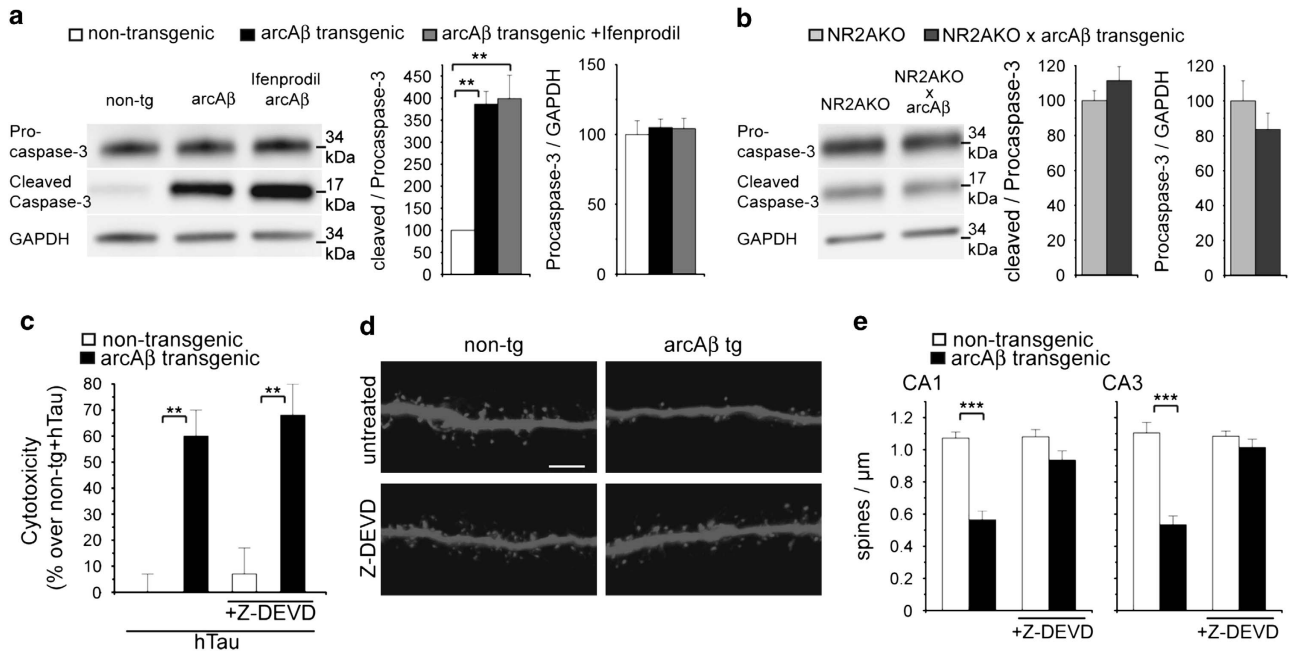 a
non-transgenic arcAβ transgenic arcAβ transgenic +Ifenprodil
non-tg arcAβ Ifenprodil
arcAβ
Pro-
caspase-3
34
kDa
Cleaved
Caspase-3
17
kDa
GAPDH
34
kDa
cleaved / Procaspase-3
450
400
350
300
250
200
150
100
50
0
**
**
Procaspase-3 / GAPDH
150
100
50
0
b
NR2AKO NR2AKO x arcAβ transgenic
NR2AKO
NR2AKO
x
arcAβ
Pro-
caspase-3
34
kDa
Cleaved
Caspase-3
17
kDa
GAPDH
34
kDa
cleaved / Procaspase-3
120
100
80
60
40
20
0
Procaspase-3 / GAPDH
120
100
80
60
40
20
0
c
non-transgenic
arcAβ transgenic
Cytotoxicity
(% over non-tg+hTau)
80
70
60
50
40
30
20
10
0
**
**
+Z-DEVD
hTau
d
non-tg arcAβ tg
untreated
Z-DEVD
e
non-transgenic
arcAβ transgenic
CA1
spines / µm
1.2
1.0
0.8
0.6
0.4
0.2
0
***
+Z-DEVD
CA3
***
+Z-DEVD